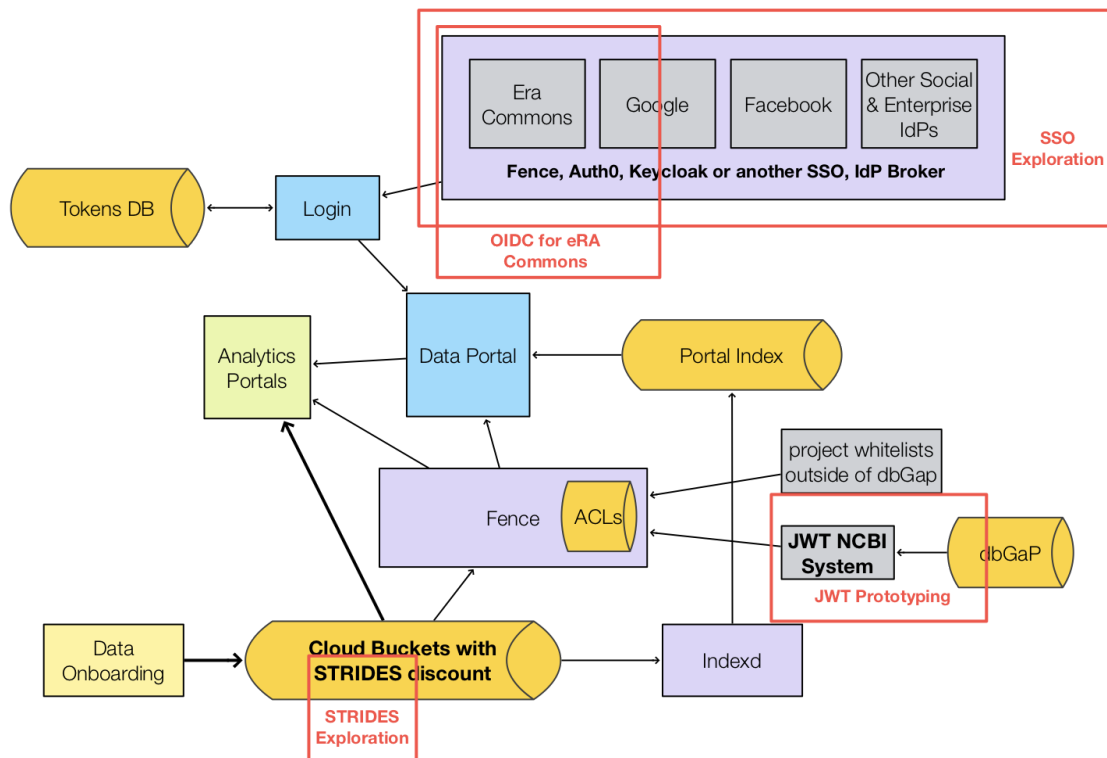 Era
Commons
Google
Facebook
Other Social
& Enterprise
IdPs
Fence, Auth0, Keycloak or another SSO, IdP Broker
SSO
Exploration
Tokens DB
Login
OIDC for eRA
Commons
Analytics
Portals
Data Portal
Portal Index
project whitelists
outside of dbGap
Fence
ACLs
JWT NCBI
System
dbGaP
JWT Prototyping
Data
Onboarding
Cloud Buckets with
STRIDES discount
Indexd
STRIDES
Exploration